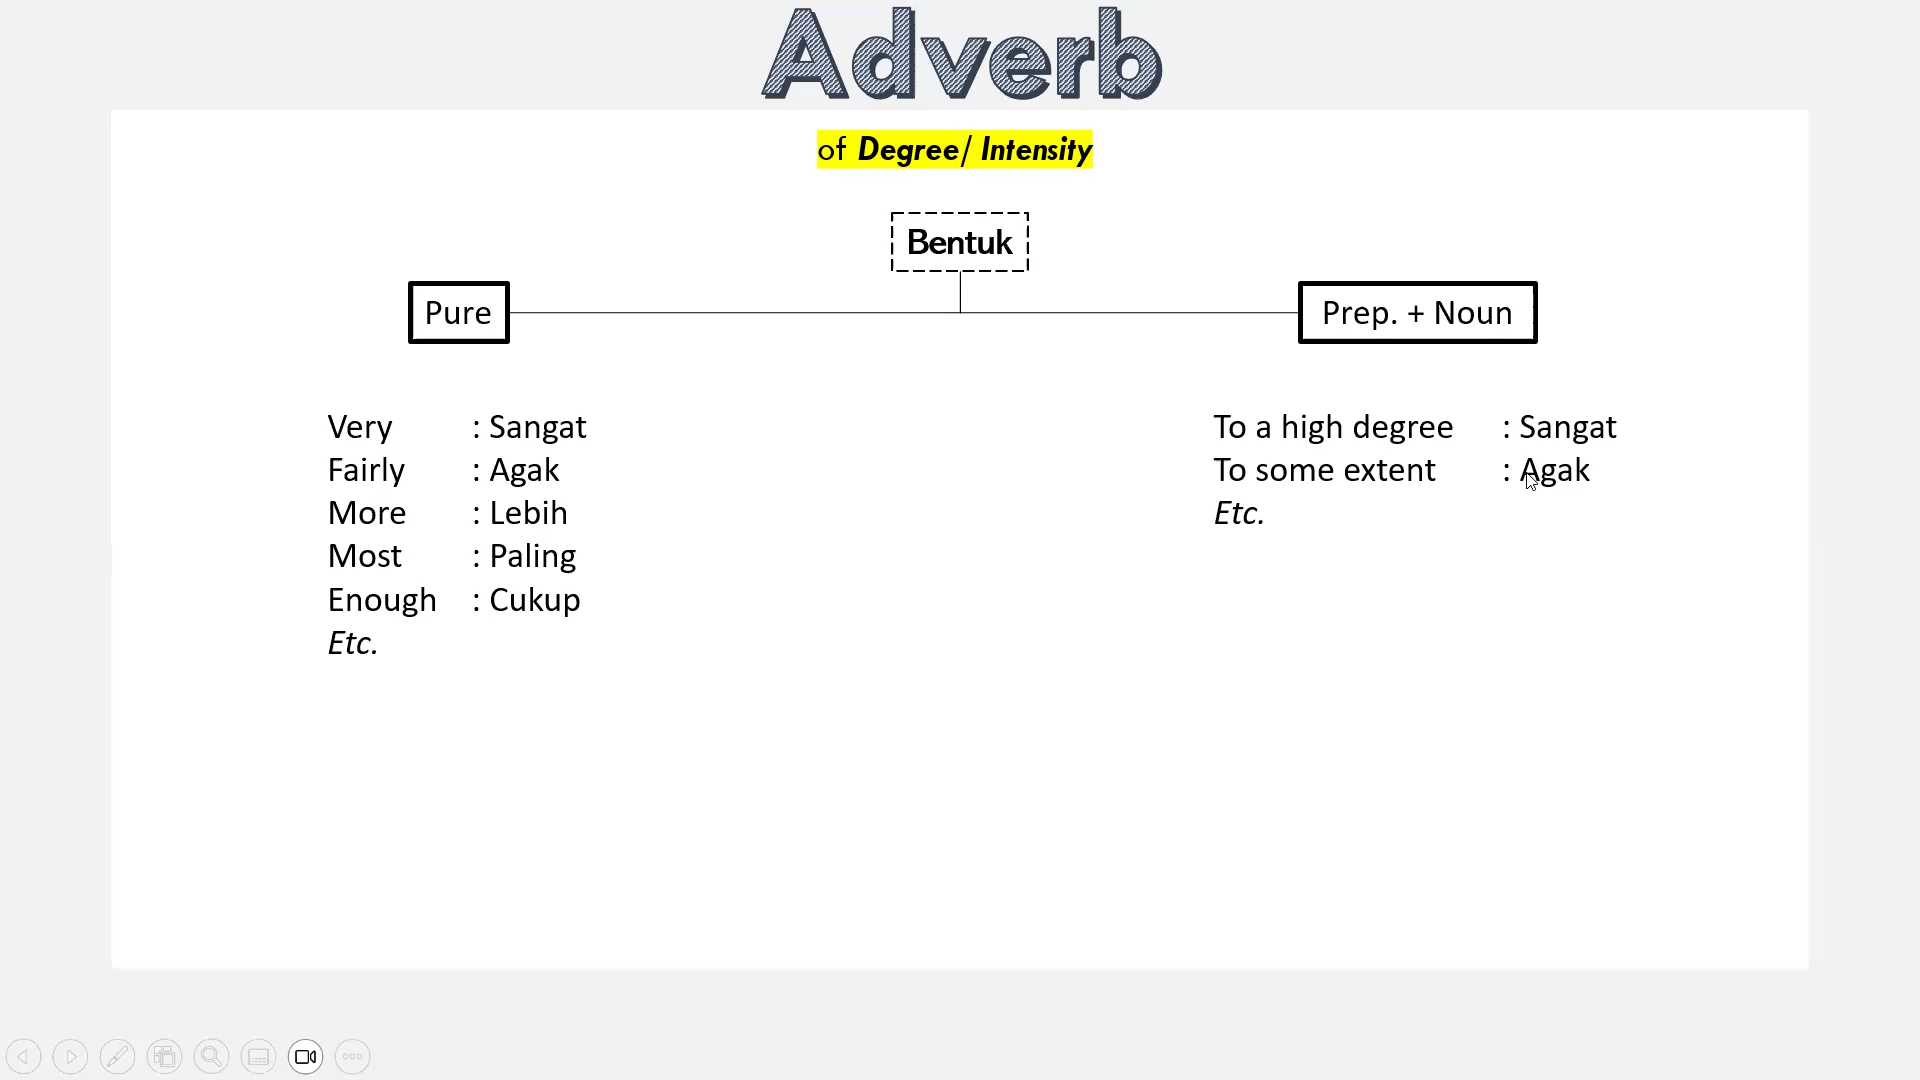 Adverb
of Degree/ Intensity
Bentuk
Pure
Prep. + Noun
Very : Sangat
Fairly : Agak
More : Lebih
Most : Paling
Enough : Cukup
Etc.
To a high degree : Sangat
To some extent : Agak
Etc.